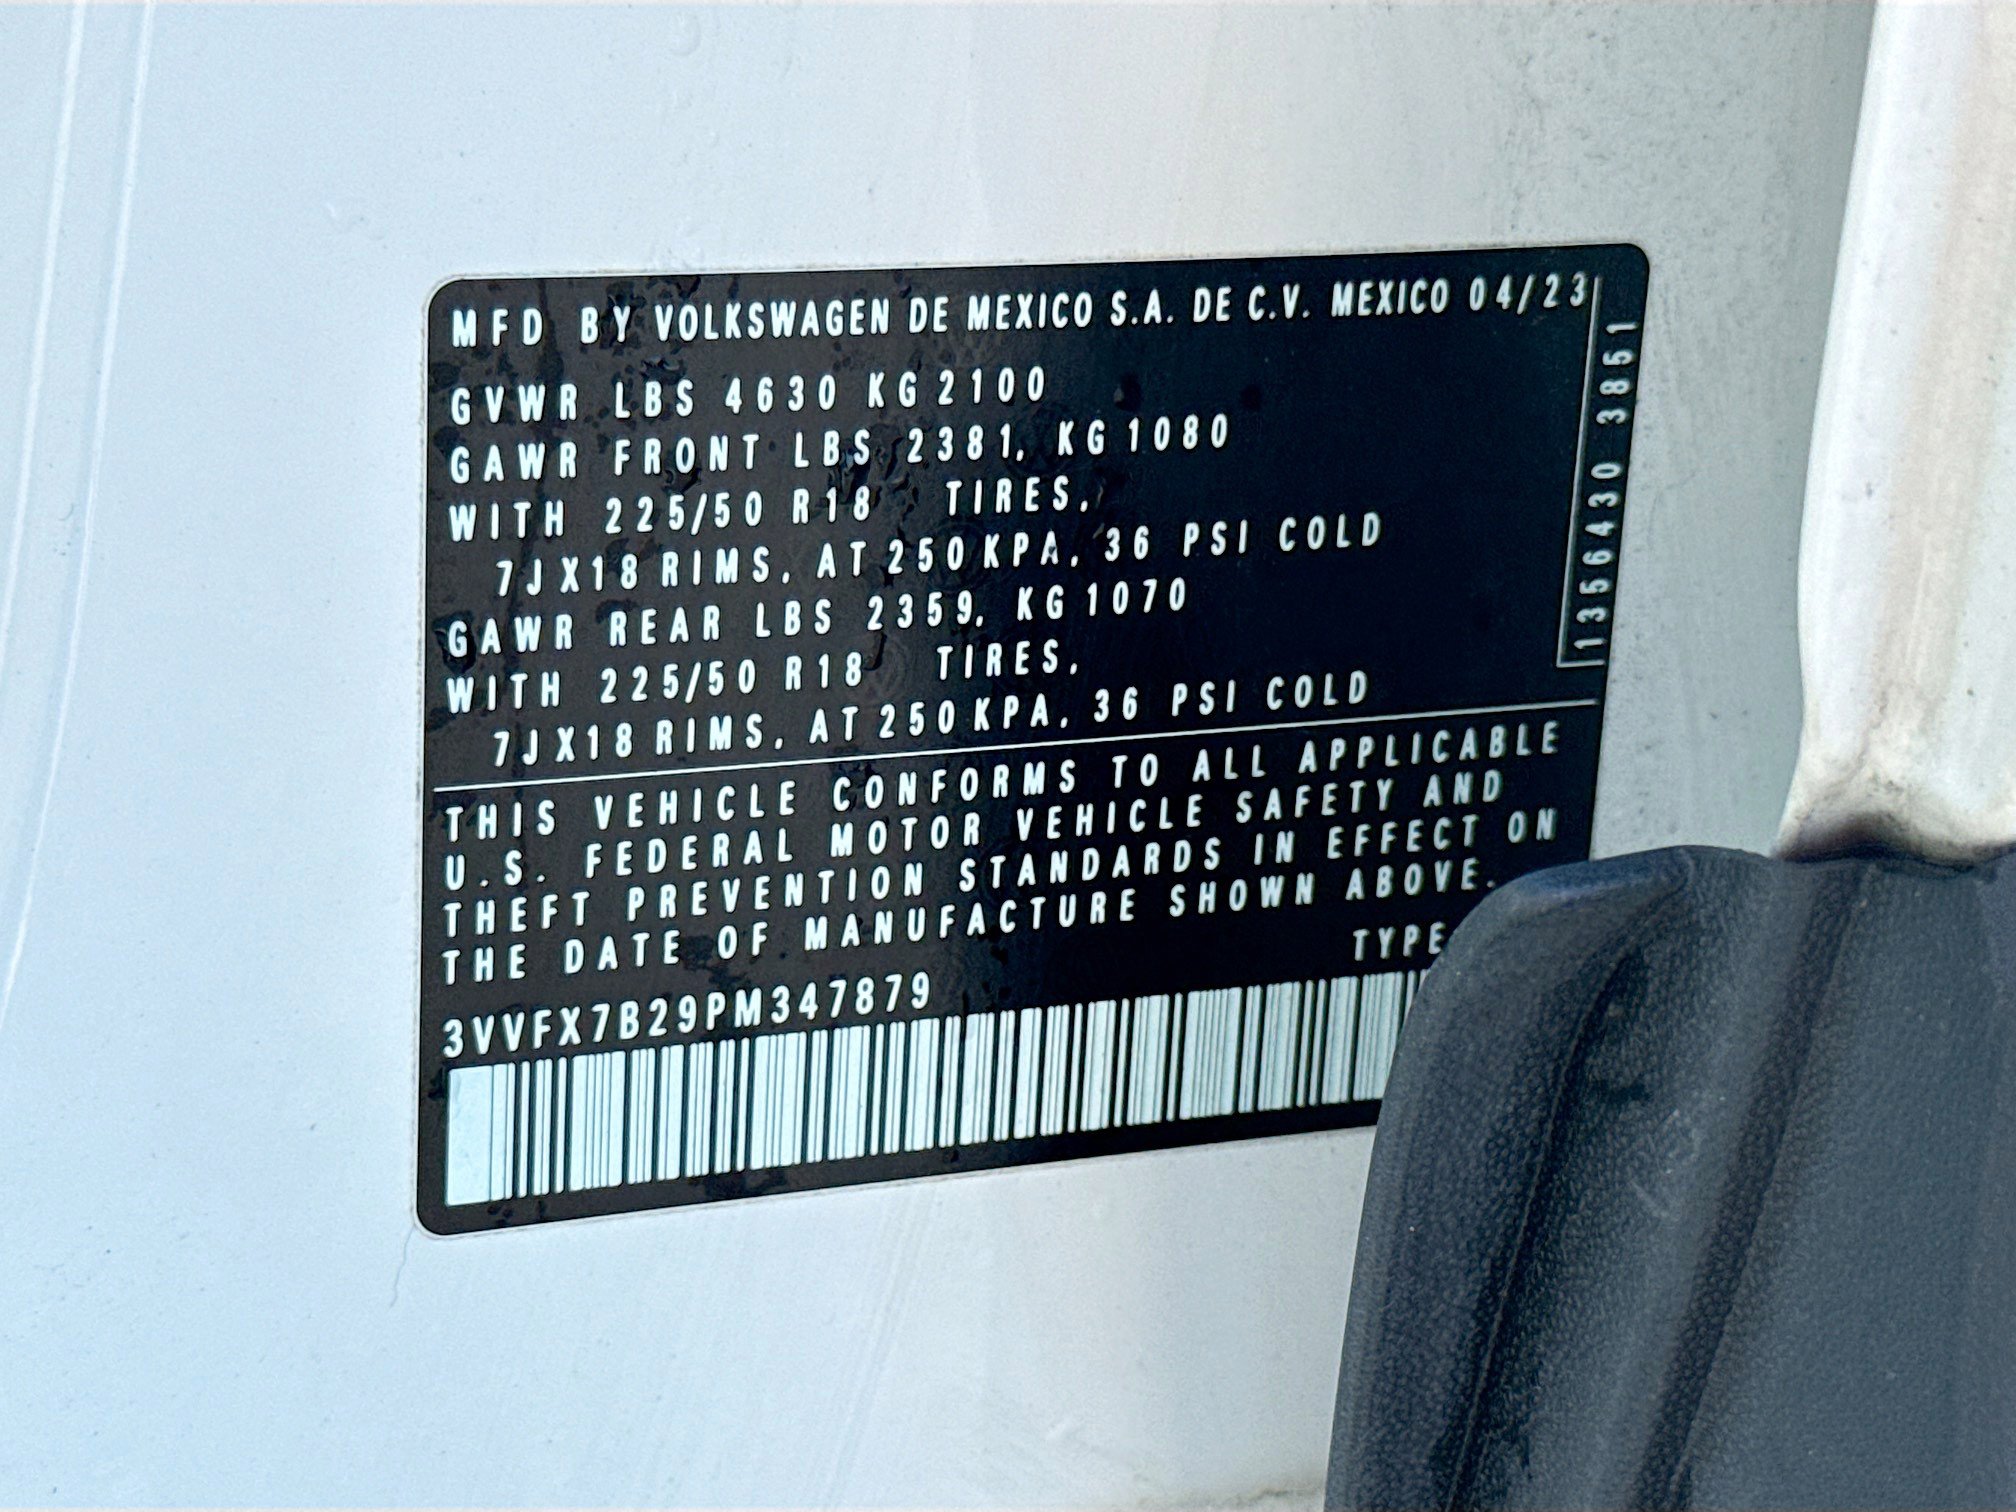 MFD BY VOLKSWAGEN DE MEXICO S.A. DE C.V. MEXICO 04/23
GVWR LBS 4630 KG 2100
GAWR FRONT LBS 2381, KG 1080
WITH 225/50 R18 TIRES,
7JX18 RIMS, AT 250 KPA, 36 PSI COLD
GAWR REAR LBS 2359, KG 1070
WITH 225/50 R18 TIRES,
7JX18 RIMS, AT 250 KPA, 36 PSI COLD
1356430 3851
THIS VEHICLE CONFORMS TO ALL APPLICABLE
U.S. FEDERAL MOTOR VEHICLE SAFETY AND
THEFT PREVENTION STANDARDS IN EFFECT ON
THE DATE OF MANUFACTURE SHOWN ABOVE.
TYPE
3VVFX7B29PM347879